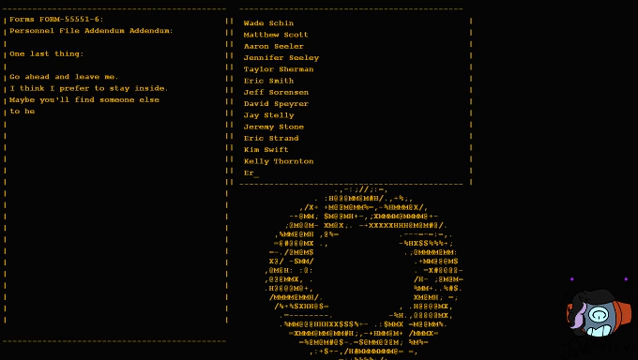 Forms FORM-55551-6:
Personnel File Addendum Addendum:
One last thing:
Go ahead and leave me.
I think I prefer to stay inside.
Maybe you'll find someone else
to he
Wade Schin
Matthew Scott
Aaron Seeler
Jennifer Seeley
Taylor Sherman
Eric Smith
Jeff Sorensen
David Speyrer
Jay Stelly
Jeremy Stone
Eric Strand
Kim Swift
Kelly Thornton
Er_